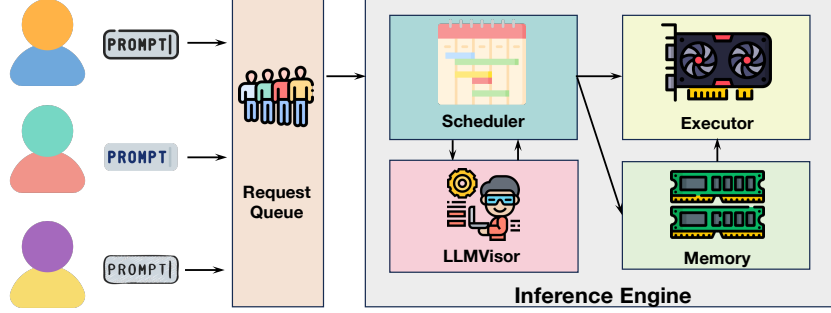 PROMPT
PROMPT
PROMPT
Request
Queue
Scheduler
Executor
LLMVisor
Memory
Inference Engine